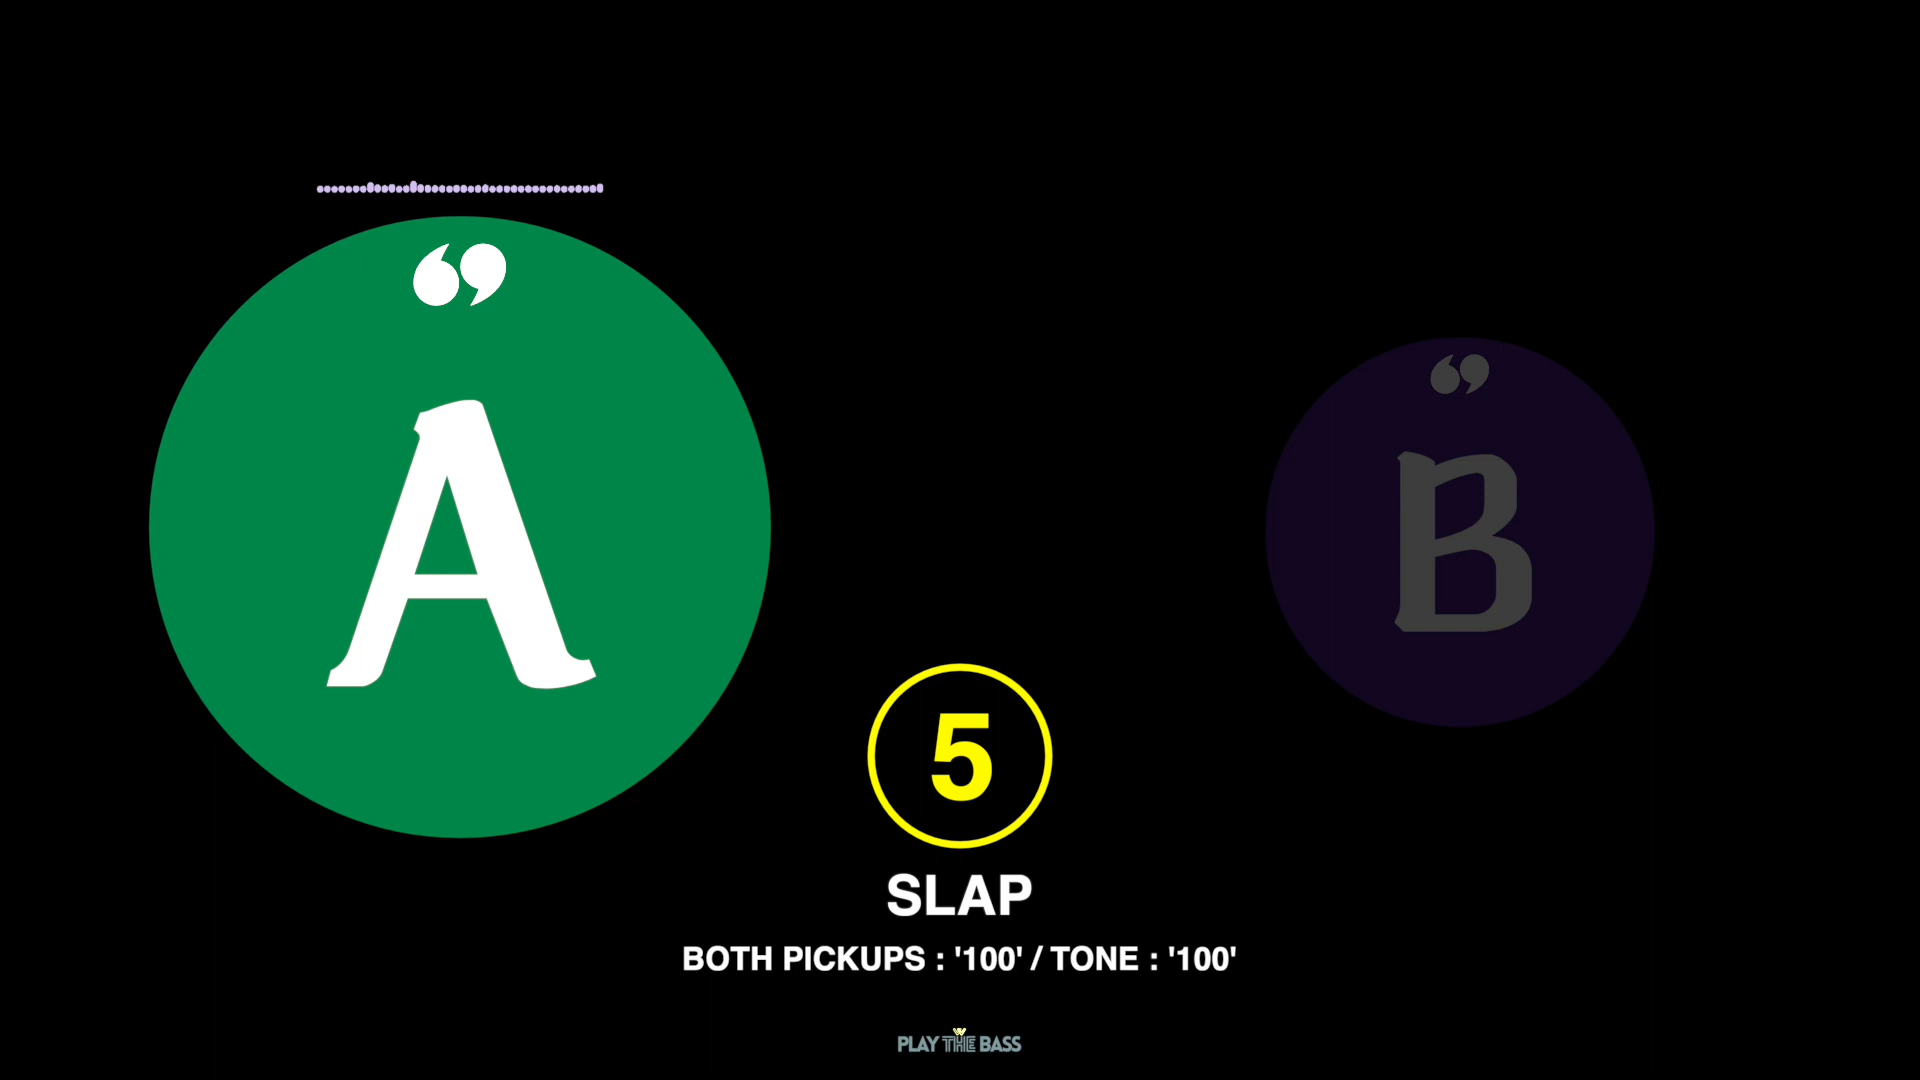 A
B
5
SLAP
BOTH PICKUPS : '100' / TONE : '100'
PLAY THE BASS